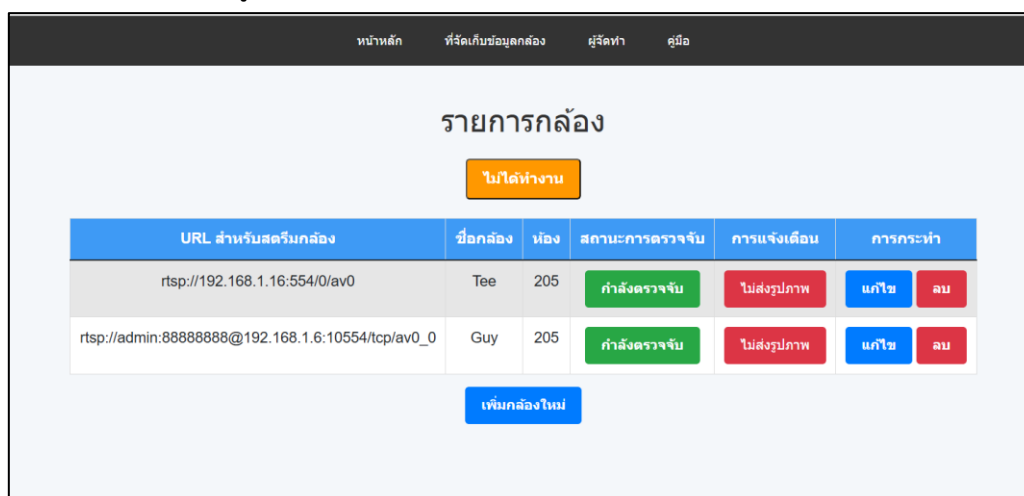 หน้าหลัก ที่จัดเก็บข้อมูลกล้อง ผู้จัดทำ คู่มือ
รายการกล้อง
ไม่ได้ทำงาน
URL สำหรับสตรีมกล้อง ชื่อกล้อง ห้อง สถานะการตรวจจับ การแจ้งเตือน การกระทำ
rtsp://192.168.1.16:554/0/av0 Tee 205 กำลังตรวจจับ ไม่ส่งรูปภาพ แก้ไข ลบ
rtsp://admin:88888888@192.168.1.6:10554/tcp/av0_0 Guy 205 กำลังตรวจจับ ไม่ส่งรูปภาพ แก้ไข ลบ
เพิ่มกล้องใหม่